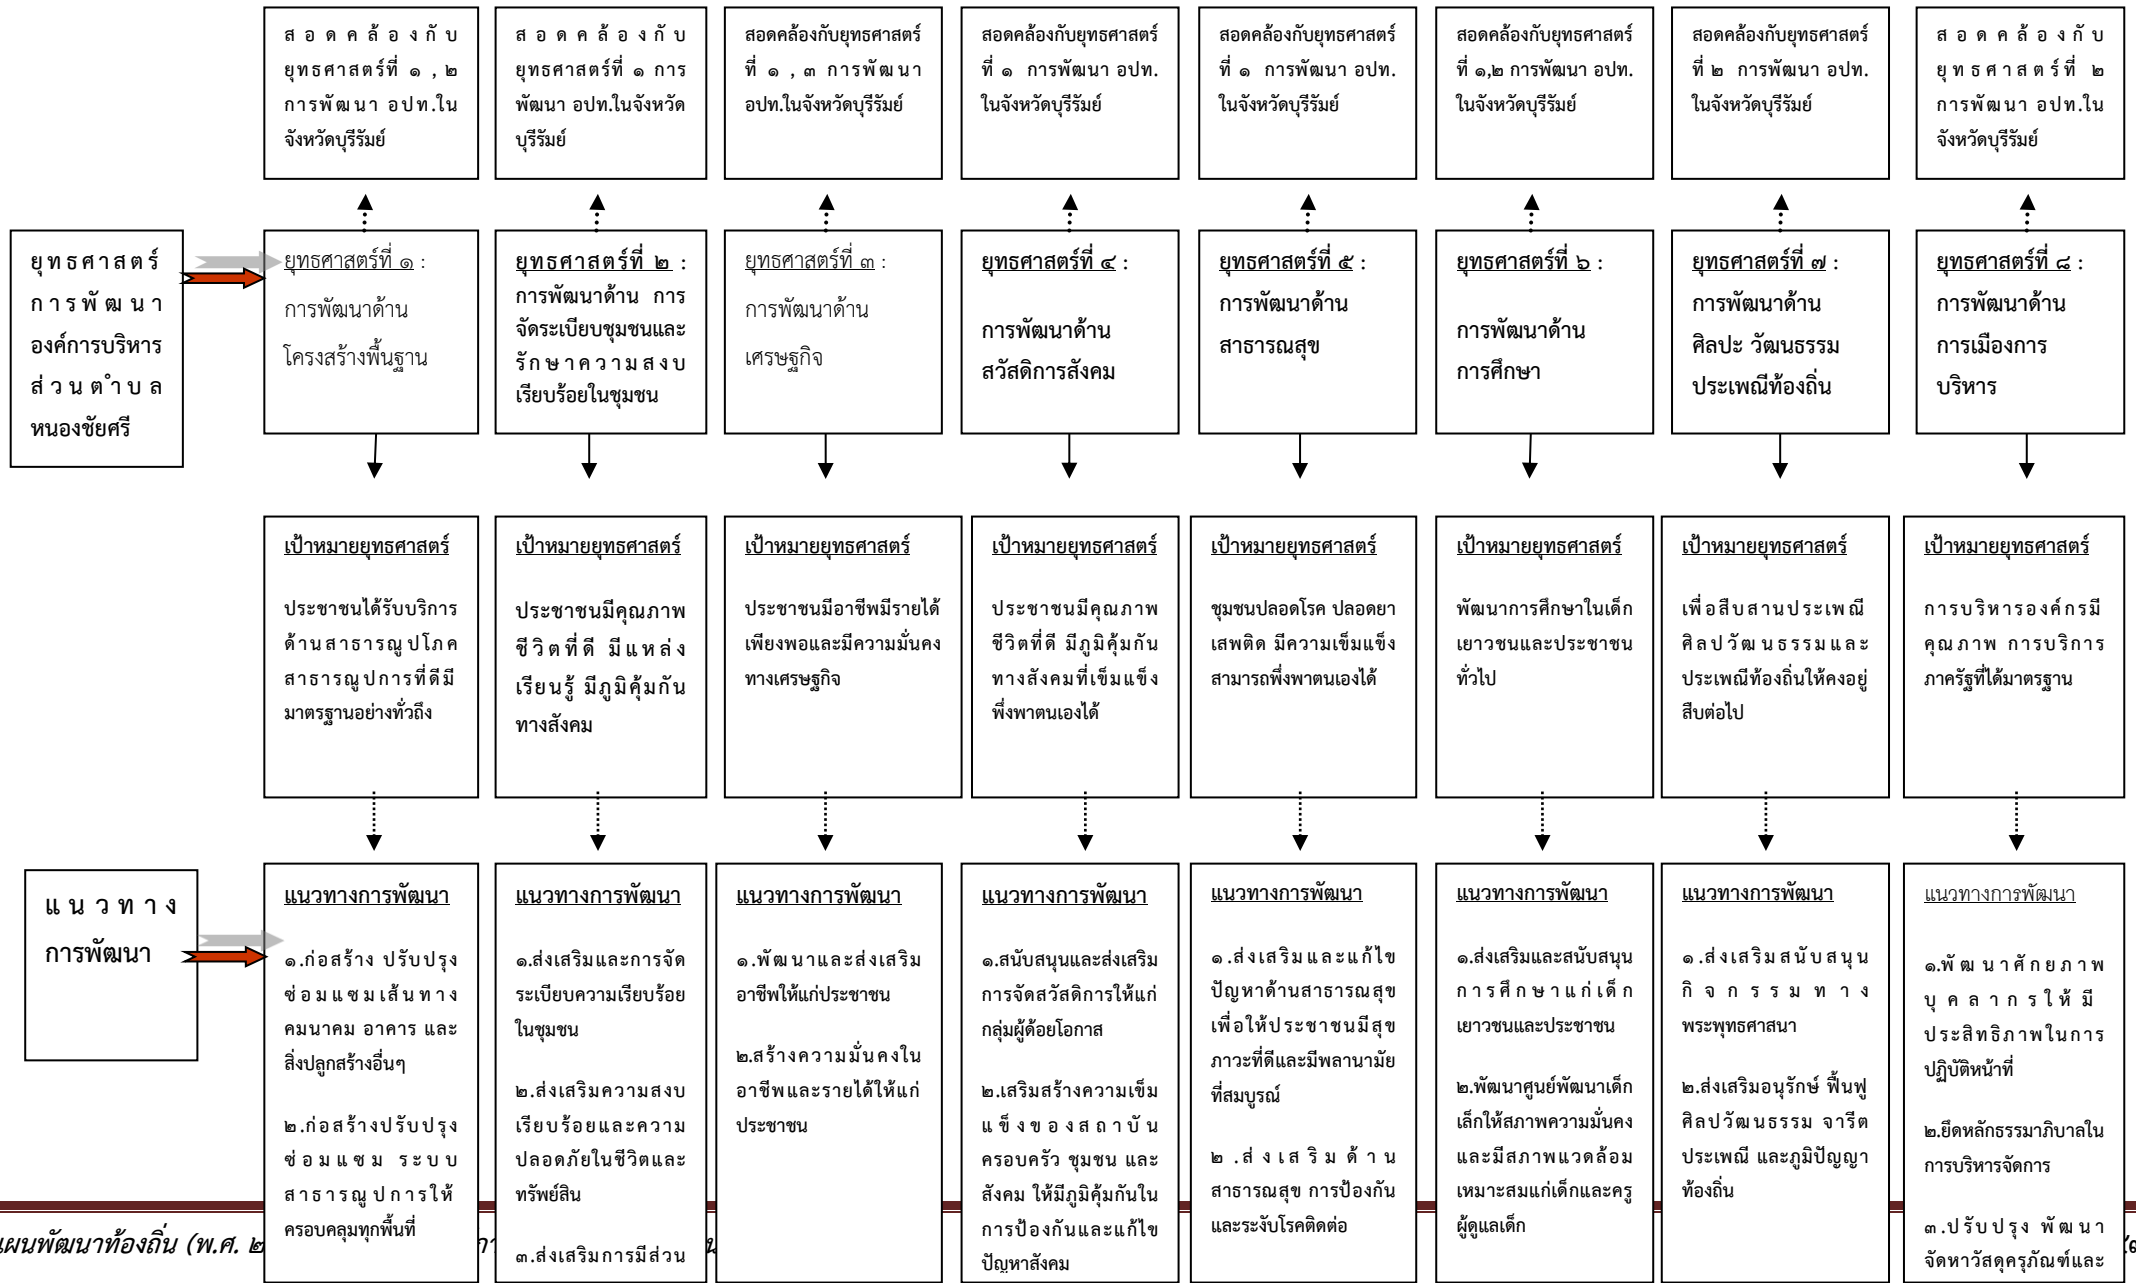 สอดคล้องกับ
ยุทธศาสตร์ที่ ๑ , ๒
การพัฒนา อปท.ใน
จังหวัดบุรีรัมย์
สอดคล้องกับ
ยุทธศาสตร์ที่ ๑ การ
พัฒนา อปท.ในจังหวัด
บุรีรัมย์
สอดคล้องกับยุทธศาสตร์
ที่ ๑ , ๓ การพัฒนา
อปท.ในจังหวัดบุรีรัมย์
สอดคล้องกับยุทธศาสตร์
ที่ ๑ การพัฒนา อปท.
ในจังหวัดบุรีรัมย์
สอดคล้องกับยุทธศาสตร์
ที่ ๑ การพัฒนา อปท.
ในจังหวัดบุรีรัมย์
สอดคล้องกับยุทธศาสตร์
ที่ ๑,๒ การพัฒนา อปท.
ในจังหวัดบุรีรัมย์
สอดคล้องกับยุทธศาสตร์
ที่ ๒ การพัฒนา อปท.
ในจังหวัดบุรีรัมย์
สอดคล้องกับ
ยุทธศาสตร์ที่ ๒
การพัฒนา อปท.ใน
จังหวัดบุรีรัมย์
ยุทธศาสตร์
การพัฒนา
องค์การบริหาร
ส่วนตำบล
หนองชัยศรี
ยุทธศาสตร์ที่ ๑ :
การพัฒนาด้าน
โครงสร้างพื้นฐาน
ยุทธศาสตร์ที่ ๒ :
การพัฒนาด้าน การ
จัดระเบียบชุมชนและ
รักษาความสงบ
เรียบร้อยในชุมชน
ยุทธศาสตร์ที่ ๓ :
การพัฒนาด้าน
เศรษฐกิจ
ยุทธศาสตร์ที่ ๔ :
การพัฒนาด้าน
สวัสดิการสังคม
ยุทธศาสตร์ที่ ๕ :
การพัฒนาด้าน
สาธารณสุข
ยุทธศาสตร์ที่ ๖ :
การพัฒนาด้าน
การศึกษา
ยุทธศาสตร์ที่ ๗ :
การพัฒนาด้าน
ศิลปะ วัฒนธรรม
ประเพณีท้องถิ่น
ยุทธศาสตร์ที่ ๘ :
การพัฒนาด้าน
การเมืองการ
บริหาร
เป้าหมายยุทธศาสตร์
ประชาชนได้รับบริการ
ด้านสาธารณูปโภค
สาธารณูปการที่ดีมี
มาตรฐานอย่างทั่วถึง
เป้าหมายยุทธศาสตร์
ประชาชนมีคุณภาพ
ชีวิตที่ดี มีแหล่ง
เรียนรู้ มีภูมิคุ้มกัน
ทางสังคม
เป้าหมายยุทธศาสตร์
ประชาชนมีอาชีพมีรายได้
เพียงพอและมีความมั่นคง
ทางเศรษฐกิจ
เป้าหมายยุทธศาสตร์
ประชาชนมีคุณภาพ
ชีวิตที่ดี มีภูมิคุ้มกัน
ทางสังคมที่เข็มแข็ง
พึ่งพาตนเองได้
เป้าหมายยุทธศาสตร์
ชุมชนปลอดโรค ปลอดยา
เสพติด มีความเข็มแข็ง
สามารถพึ่งพาตนเองได้
เป้าหมายยุทธศาสตร์
พัฒนาการศึกษาในเด็ก
เยาวชนและประชาชน
ทั่วไป
เป้าหมายยุทธศาสตร์
เพื่อสืบสานประเพณี
ศิลปวัฒนธรรมและ
ประเพณีท้องถิ่นให้คงอยู่
สืบต่อไป
เป้าหมายยุทธศาสตร์
การบริหารองค์กรมี
คุณภาพ การบริการ
ภาครัฐที่ได้มาตรฐาน
แนวทาง
การพัฒนา
แนวทางการพัฒนา
๑.ก่อสร้าง ปรับปรุง
ซ่อมแซมเส้นทาง
คมนาคม อาคาร และ
สิ่งปลูกสร้างอื่นๆ
๒.ก่อสร้างปรับปรุง
ซ่อมแซม ระบบ
สาธารณูปการให้
ครอบคลุมทุกพื้นที่
แนวทางการพัฒนา
๑.ส่งเสริมและการจัด
ระเบียบความเรียบร้อย
ในชุมชน
๒.ส่งเสริมความสงบ
เรียบร้อยและความ
ปลอดภัยในชีวิตและ
ทรัพย์สิน
๓.ส่งเสริมการมีส่วน
แนวทางการพัฒนา
๑.พัฒนาและส่งเสริม
อาชีพให้แก่ประชาชน
๒.สร้างความมั่นคงใน
อาชีพและรายได้ให้แก่
ประชาชน
แนวทางการพัฒนา
๑.สนับสนุนและส่งเสริม
การจัดสวัสดิการให้แก่
กลุ่มผู้ด้อยโอกาส
๒.เสริมสร้างความเข็ม
แข็งของสถาบัน
ครอบครัว ชุมชน และ
สังคม ให้มีภูมิคุ้มกันใน
การป้องกันและแก้ไข
ปัญหาสังคม
แนวทางการพัฒนา
๑.ส่งเสริมและแก้ไข
ปัญหาด้านสาธารณสุข
เพื่อให้ประชาชนมีสุข
ภาวะที่ดีและมีพลานามัย
ที่สมบูรณ์
๒.ส่งเสริมด้าน
สาธารณสุข การป้องกัน
และระงับโรคติดต่อ
แนวทางการพัฒนา
๑.ส่งเสริมและสนับสนุน
การศึกษาแก่เด็ก
เยาวชนและประชาชน
๒.พัฒนาศูนย์พัฒนาเด็ก
เล็กให้สภาพความมั่นคง
และมีสภาพแวดล้อม
เหมาะสมแก่เด็กและครู
ผู้ดูแลเด็ก
แนวทางการพัฒนา
๑.ส่งเสริมสนับสนุน
กิจกรรมทาง
พระพุทธศาสนา
๒.ส่งเสริมอนุรักษ์ ฟื้นฟู
ศิลปวัฒนธรรม จารีต
ประเพณี และภูมิปัญญา
ท้องถิ่น
แนวทางการพัฒนา
๑.พัฒนาศักยภาพ
บุคลากรให้มี
ประสิทธิภาพในการ
ปฏิบัติหน้าที่
๒.ยึดหลักธรรมาภิบาลใน
การบริหารจัดการ
๓.ปรับปรุง พัฒนา
จัดหาวัสดุครุภัณฑ์และ
แผนพัฒนาท้องถิ่น (พ.ศ. ๒